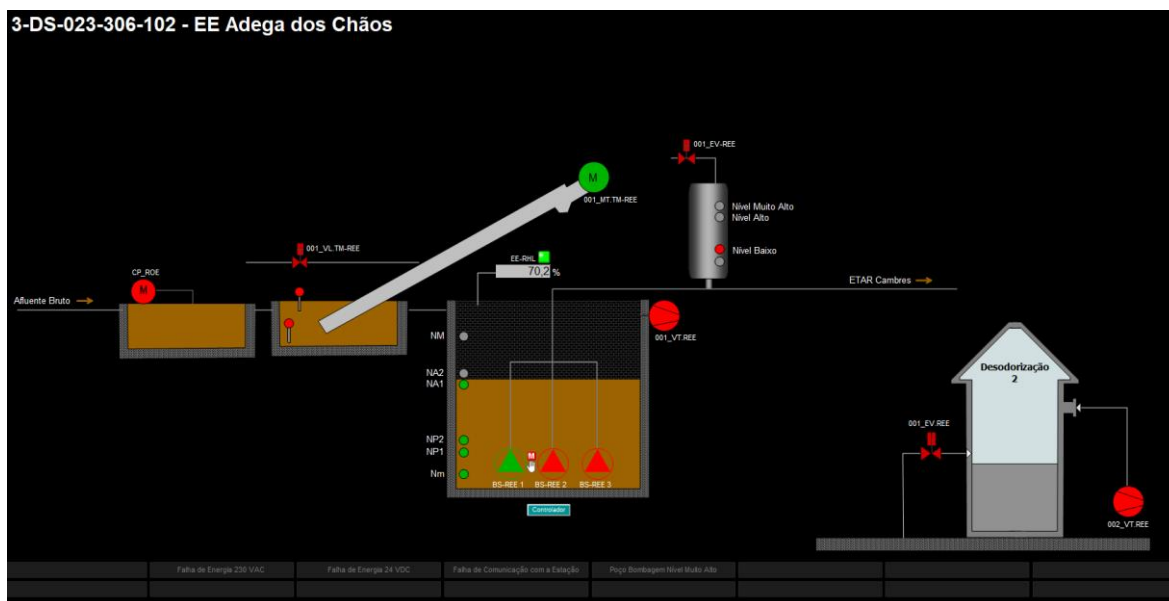 3-DS-023-306-102 - EE Adega dos Chãos
001_EV-REE
M
001_MT.TM-REE
Nível Muito Alto
Nível Alto
001_VL.TM-REE
Nível Baixo
EE-RHL
70,2 %
CP_ROE
M
ETAR Cambres
Afluente Bruto
NM
001_VT.REE
Desodorização
2
NA2
NA1
001_EV.REE
NP2
NP1
M
Nm
BS-REE 1
BS-REE 2
BS-REE 3
Controlador
002_VT.REE
Falha de Energia 230 VAC
Falha de Energia 24 VDC
Falha de Comunicação com a Estação
Poço Bombagem Nível Muito Alto